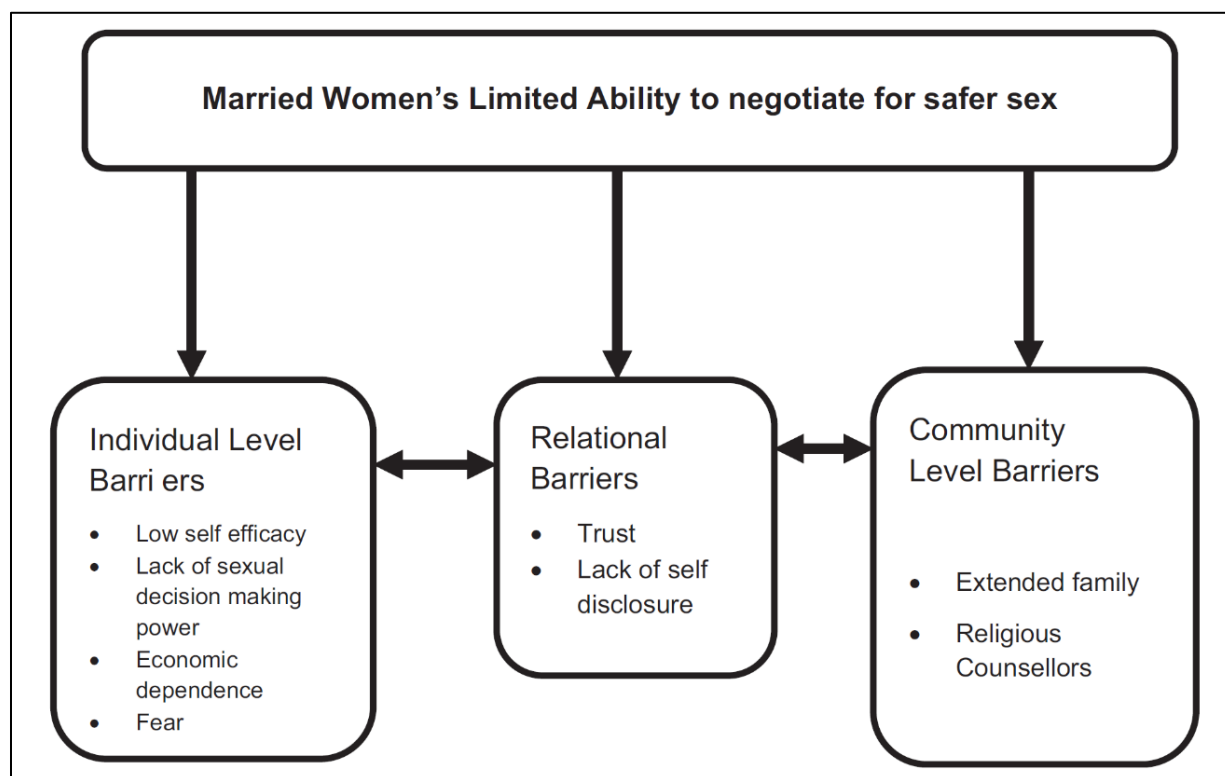 Married Women’s Limited Ability to negotiate for safer sex
Individual Level
Barri ers
• Low self efficacy
• Lack of sexual
decision making
power
• Economic
dependence
• Fear
Relational
Barriers
• Trust
• Lack of self
disclosure
Community
Level Barriers
• Extended family
• Religious
Counsellors